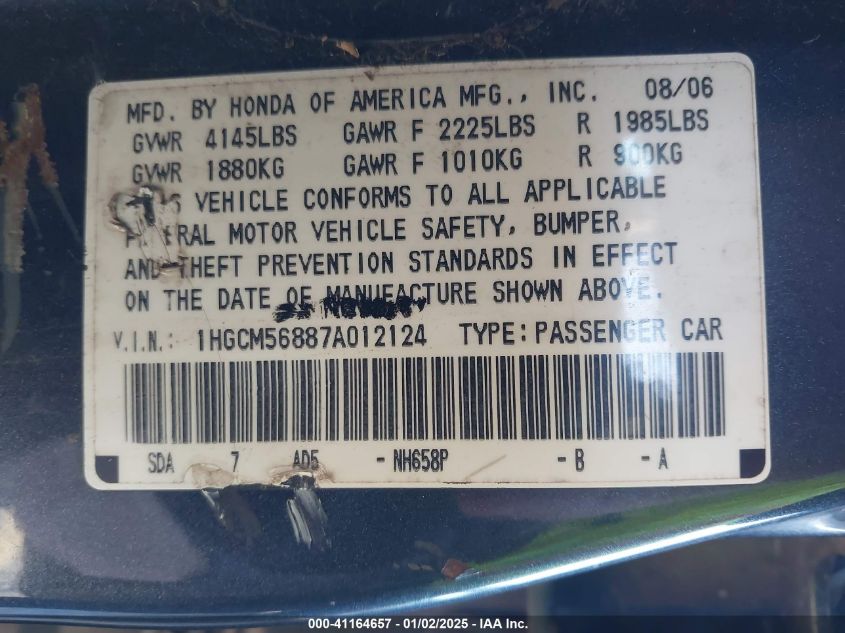 MFD. BY HONDA OF AMERICA MFG., INC. 08/06
GVWR 4145LBS GAWR F 2225LBS R 1985LBS
GVWR 1880KG GAWR F 1010KG R 900KG
VEHICLE CONFORMS TO ALL APPLICABLE
MOTOR VEHICLE SAFETY, BUMPER,
AND THEFT PREVENTION STANDARDS IN EFFECT
ON THE DATE OF MANUFACTURE SHOWN ABOVE.
V.I.N.: 1HGCM56887A012124 TYPE: PASSENGER CAR
SDA 7 AD5 - NH658P - B - A
000-41164657 - 01/02/2025 - IAA Inc.